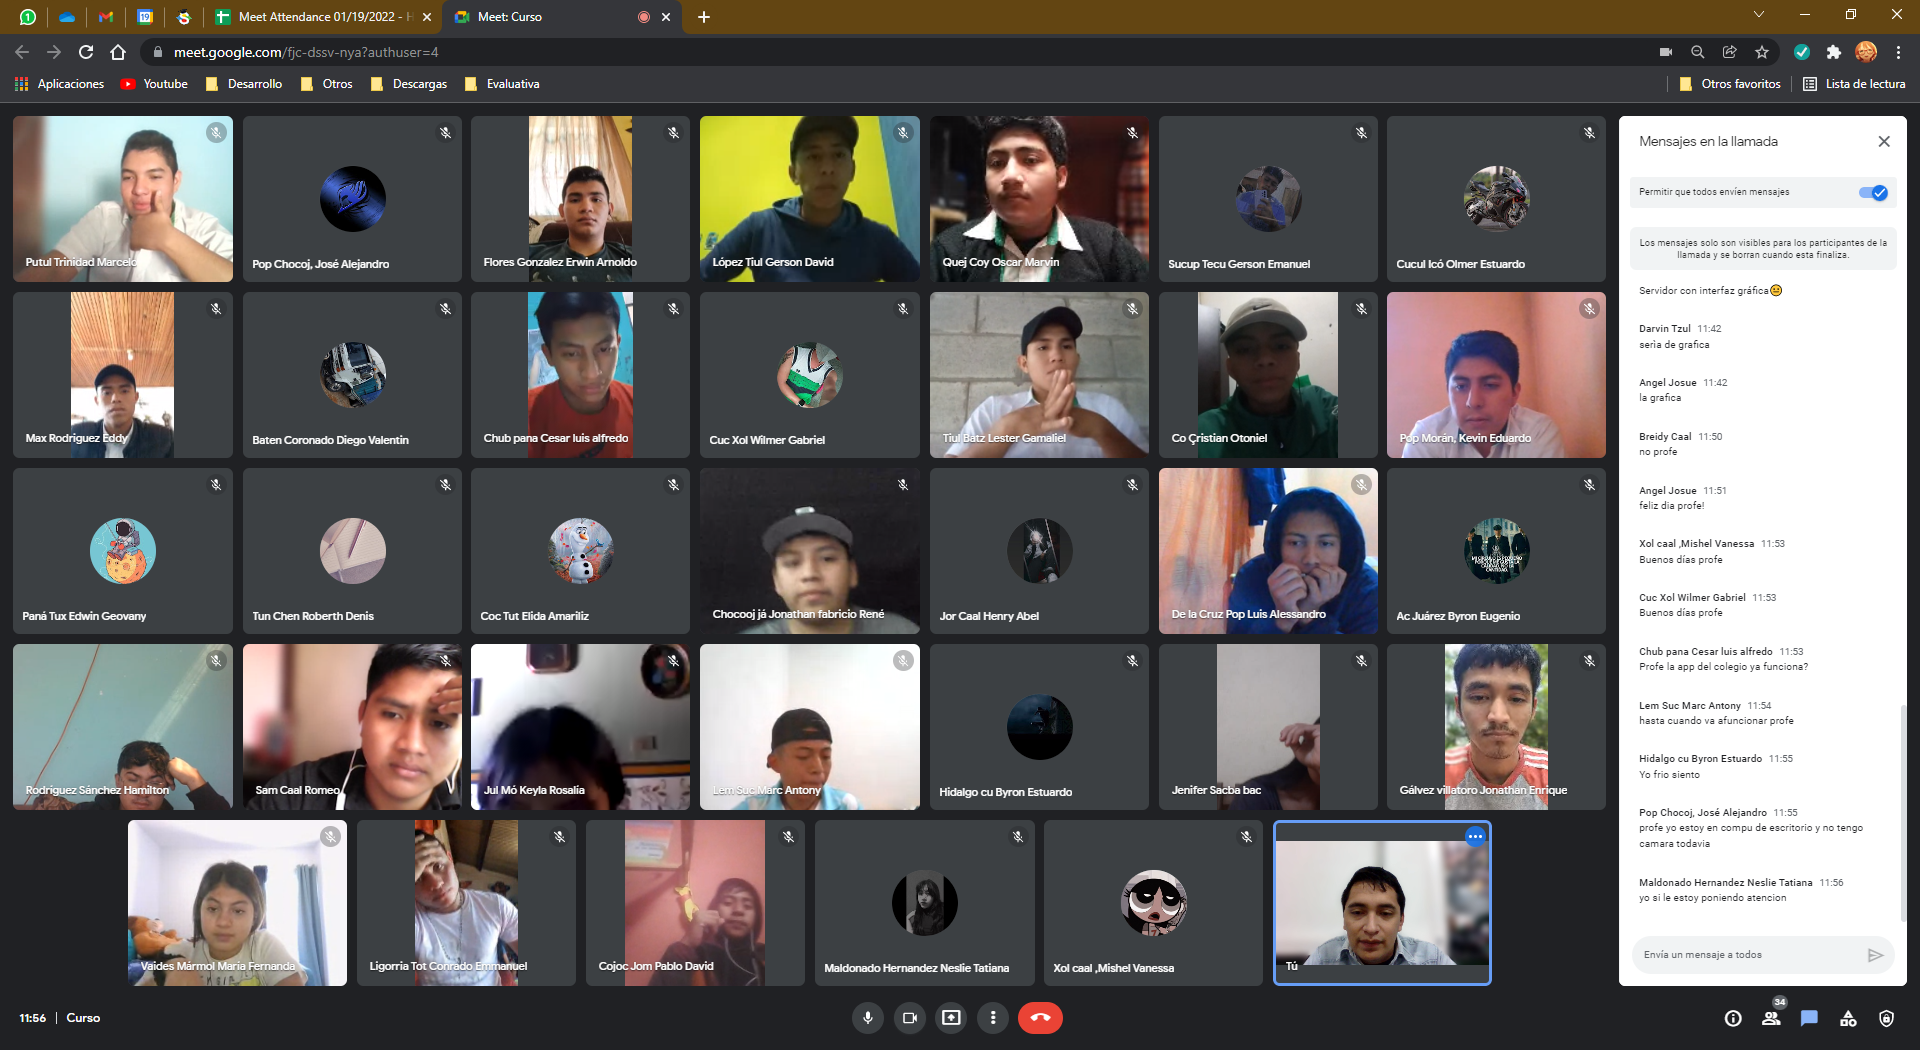 Meet Attendance 01/19/2022 - H
Meet: Curso
meet.google.com/fjc-dssv-nya?authuser=4
Aplicaciones
Youtube
Desarrollo
Otros
Descargas
Evaluativa
Otros favoritos
Lista de lectura
Putul Trinidad Marcelo
Pop Chocoj, José Alejandro
Flores Gonzalez Erwin Arnoldo
López Tiul Gerson David
Quej Coy Oscar Marvin
Sucup Tecu Gerson Emanuel
Cucul Icó Olmer Estuardo
Max Rodriguez Eddy
Baten Coronado Diego Valentin
Chub pana Cesar luis alfredo
Cuc Xol Wilmer Gabriel
Tiul Batz Lester Gamaliel
Co Çristian Otoniel
Pop Morán, Kevin Eduardo
Paná Tux Edwin Geovany
Tun Chen Roberth Denis
Coc Tut Elida Amariliz
Chocooj já Jonathan fabricio René
Jor Caal Henry Abel
De la Cruz Pop Luis Alessandro
Ac Juárez Byron Eugenio
Rodríguez Sánchez Hamilton
Sam Caal Romeo
Jul Mó Keyla Rosalía
Lem Suc Marc Antony
Hidalgo cu Byron Estuardo
Jenifer Sacba bac
Gálvez villatoro Jonathan Enrique
Vaides Mármol María Fernanda
Ligorria Tot Conrado Emmanuel
Cojoc Jom Pablo David
Maldonado Hernandez Neslie Tatiana
Xol caal ,Mishel Vanessa
Tú
Mensajes en la llamada
Permitir que todos envíen mensajes
Los mensajes solo son visibles para los participantes de la
llamada y se borran cuando esta finaliza.
Servidor con interfaz gráfica😐
Darvin Tzul 11:42
sería de grafica
Angel Josue 11:42
la grafica
Breidy Caal 11:50
no profe
Angel Josue 11:51
feliz dia profe!
Xol caal ,Mishel Vanessa 11:53
Buenos días profe
Cuc Xol Wilmer Gabriel 11:53
Buenos días profe
Chub pana Cesar luis alfredo 11:53
Profe la app del colegio ya funciona?
Lem Suc Marc Antony 11:54
hasta cuando va afuncionar profe
Hidalgo cu Byron Estuardo 11:55
Yo frio siento
Pop Chocoj, José Alejandro 11:55
profe yo estoy en compu de escritorio y no tengo
camara todavia
Maldonado Hernandez Neslie Tatiana 11:56
yo si le estoy poniendo atencion
Envía un mensaje a todos
11:56 | Curso
34